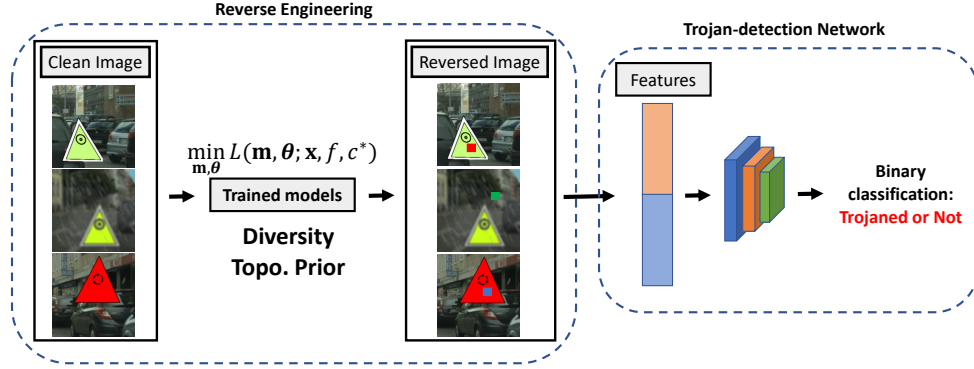 Reverse Engineering
Clean Image
min L(𝐦, 𝜽; 𝐱, f, c*)
𝐦,𝜽
Trained models
Diversity
Topo. Prior
Reversed Image
Trojan-detection Network
Features
Binary
classification:
Trojaned or Not